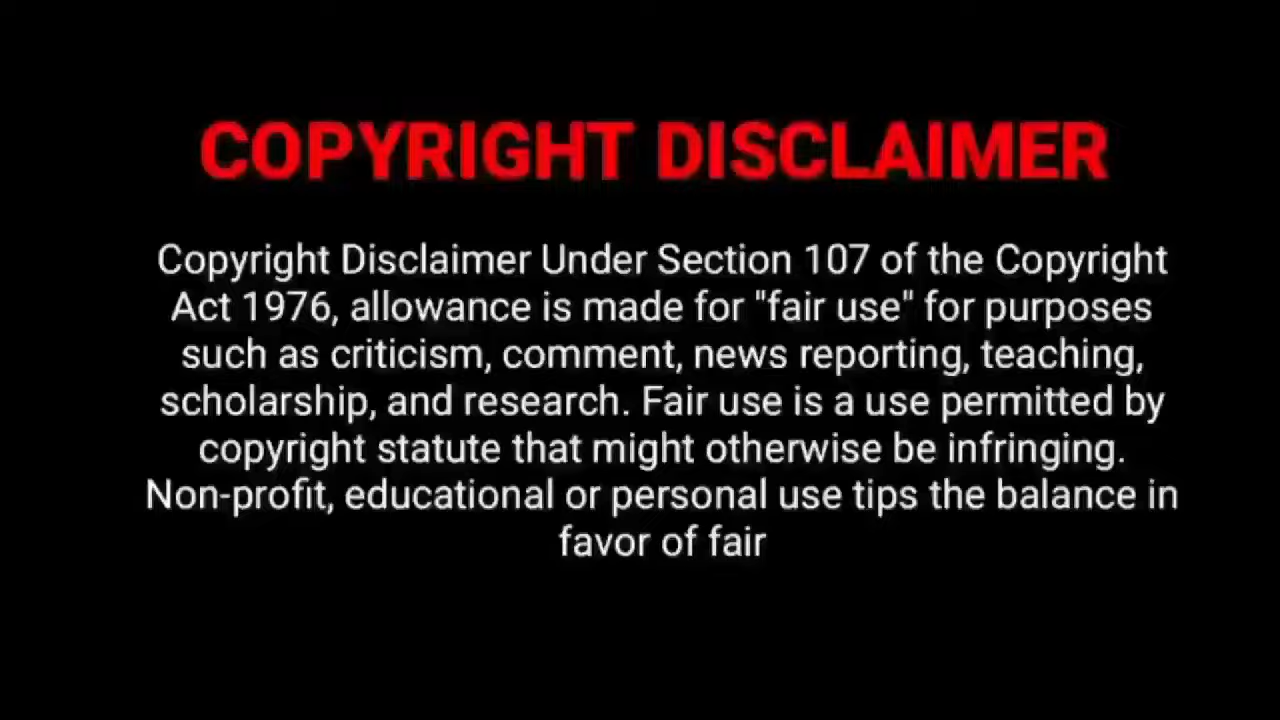 COPYRIGHT DISCLAIMER
Copyright Disclaimer Under Section 107 of the Copyright
Act 1976, allowance is made for "fair use" for purposes
such as criticism, comment, news reporting, teaching,
scholarship, and research. Fair use is a use permitted by
copyright statute that might otherwise be infringing.
Non-profit, educational or personal use tips the balance in
favor of fair